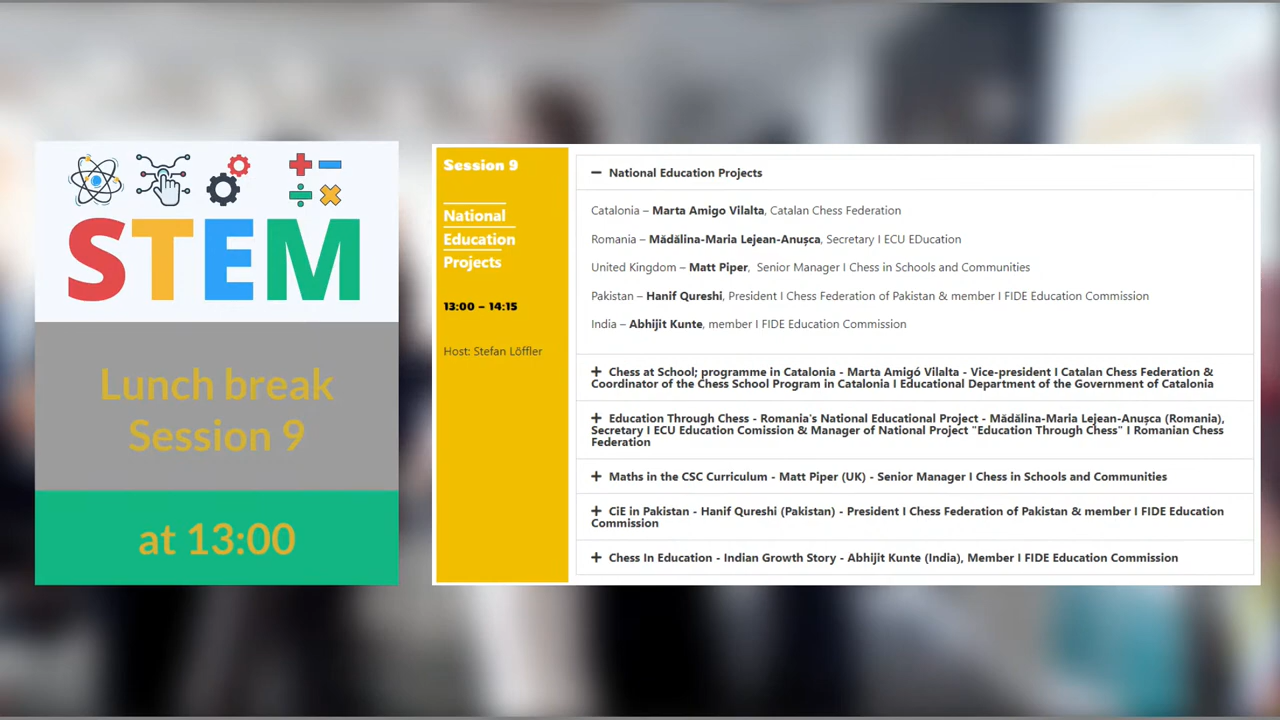 STEM
Lunch break
Session 9
at 13:00
Session 9
National
Education
Projects
13:00 – 14:15
Host: Stefan Löffler
National Education Projects
Catalonia – Marta Amigo Vilalta, Catalan Chess Federation
Romania – Mădălina-Maria Lejean-Anușca, Secretary I ECU EDucation
United Kingdom – Matt Piper, Senior Manager I Chess in Schools and Communities
Pakistan – Hanif Qureshi, President I Chess Federation of Pakistan & member I FIDE Education Commission
India – Abhijit Kunte, member I FIDE Education Commission
Chess at School; programme in Catalonia - Marta Amigó Vilalta - Vice-president I Catalan Chess Federation &
Coordinator of the Chess School Program in Catalonia I Educational Department of the Government of Catalonia
Education Through Chess - Romania's National Educational Project - Mădălina-Maria Lejean-Anușca (Romania),
Secretary I ECU Education Comission & Manager of National Project "Education Through Chess" I Romanian Chess
Federation
Maths in the CSC Curriculum - Matt Piper (UK) - Senior Manager I Chess in Schools and Communities
CiE in Pakistan - Hanif Qureshi (Pakistan) - President I Chess Federation of Pakistan & member I FIDE Education
Commission
Chess In Education - Indian Growth Story - Abhijit Kunte (India), Member I FIDE Education Commission